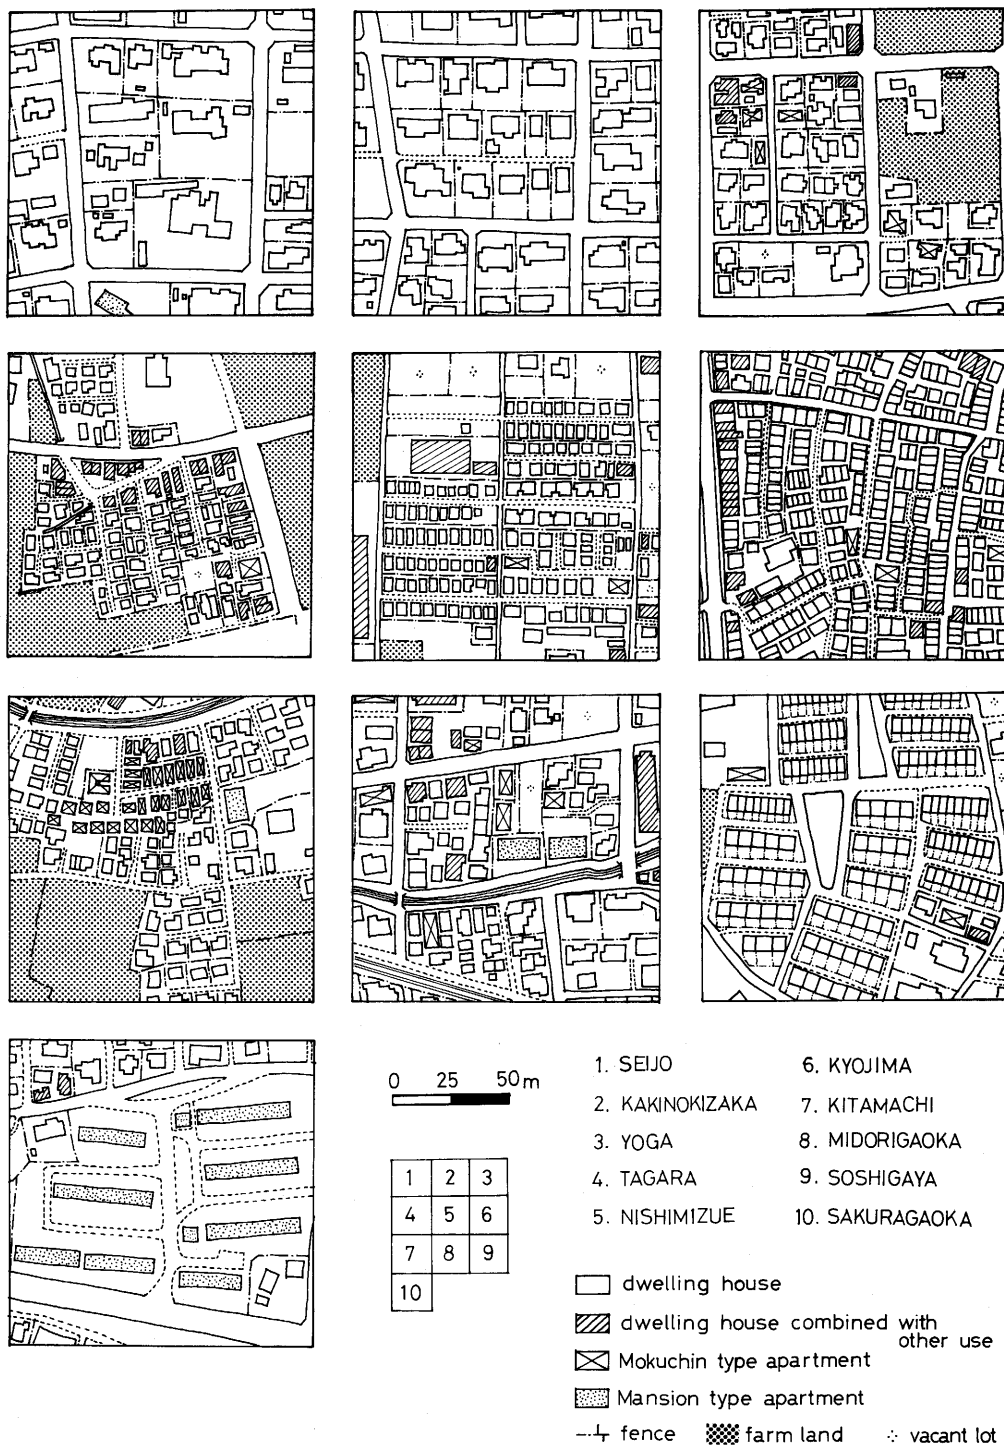 0 25 50m
1 2 3
4 5 6
7 8 9
10
1. SEIJO
2. KAKINOKIZAKA
3. YOGA
4. TAGARA
5. NISHIMIZUE
6. KYOJIMA
7. KITAMACHI
8. MIDORIGAOKA
9. SOSHIGAYA
10. SAKURAGAOKA
dwelling house
dwelling house combined with
other use
Mokuchin type apartment
Mansion type apartment
fence farm land vacant lot